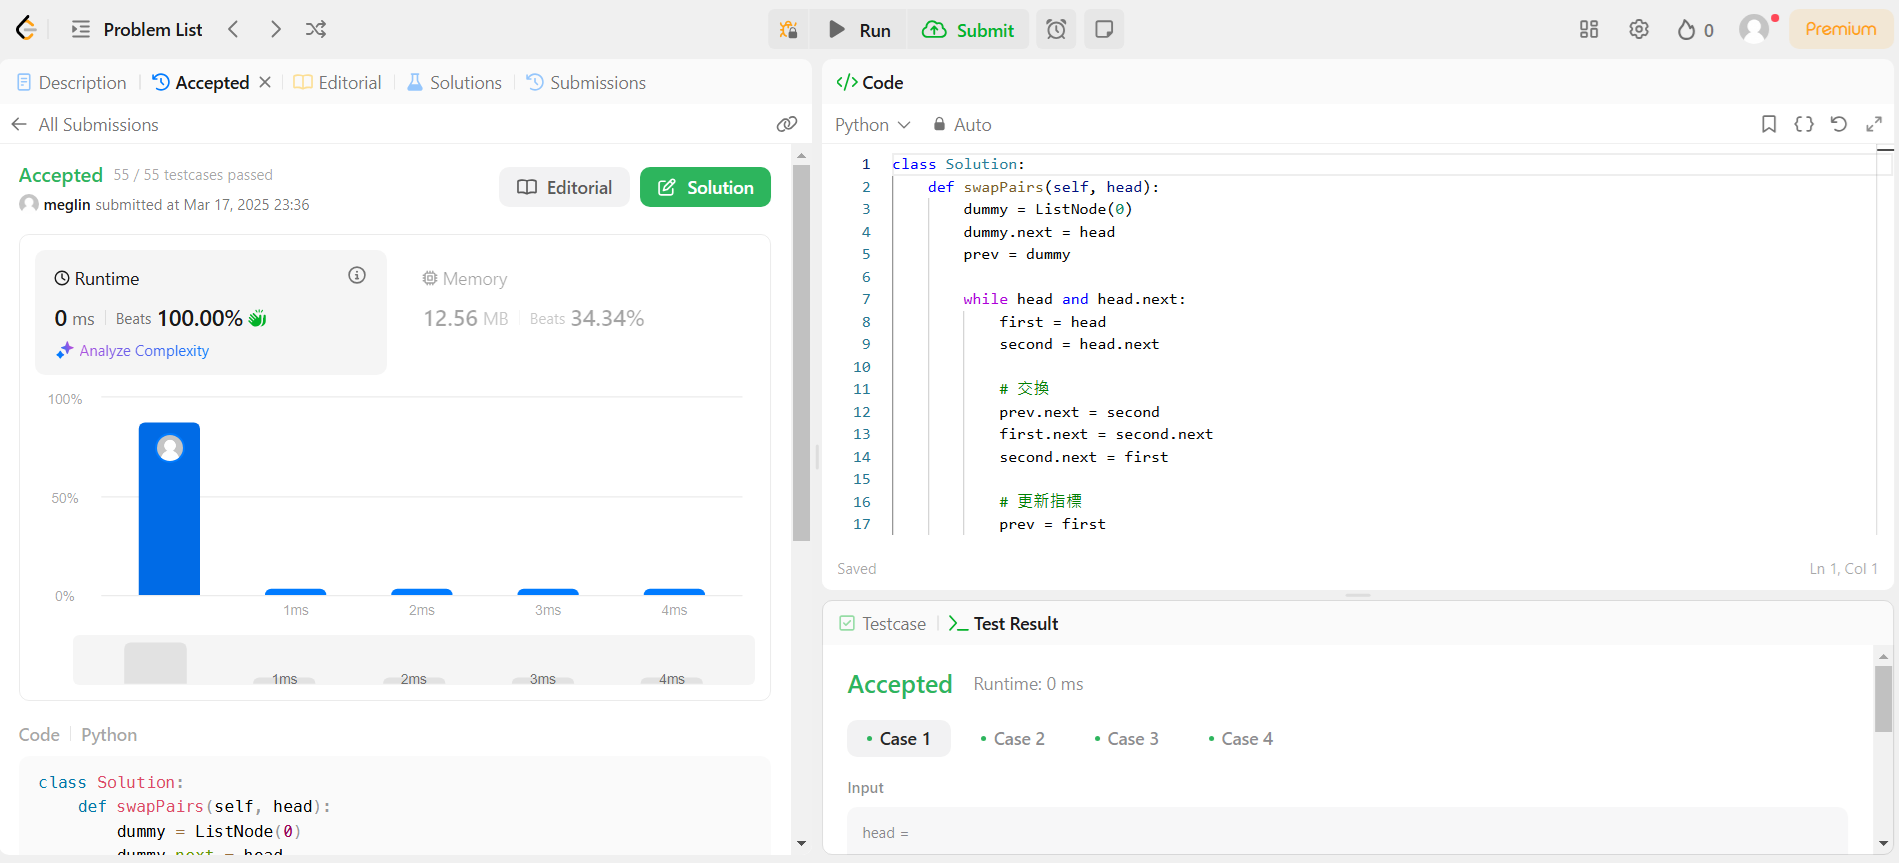 Problem List
Run
Submit
0
Premium
Description
Accepted
Editorial
Solutions
Submissions
All Submissions
Accepted 55 / 55 testcases passed
meglin submitted at Mar 17, 2025 23:36
Editorial
Solution
Runtime
0 ms Beats 100.00%
Analyze Complexity
Memory
12.56 MB Beats 34.34%
100%
50%
0%
1ms 2ms 3ms 4ms
1ms 2ms 3ms 4ms
Code Python
class Solution:
    def swapPairs(self, head):
        dummy = ListNode(0)
        dummy.next = head
</> Code
Python Auto
1 class Solution:
2     def swapPairs(self, head):
3         dummy = ListNode(0)
4         dummy.next = head
5         prev = dummy
6
7         while head and head.next:
8             first = head
9             second = head.next
10
11             # 交換
12             prev.next = second
13             first.next = second.next
14             second.next = first
15
16             # 更新指標
17             prev = first
Saved
Ln 1, Col 1
Testcase
Test Result
Accepted Runtime: 0 ms
Case 1 Case 2 Case 3 Case 4
Input
head =